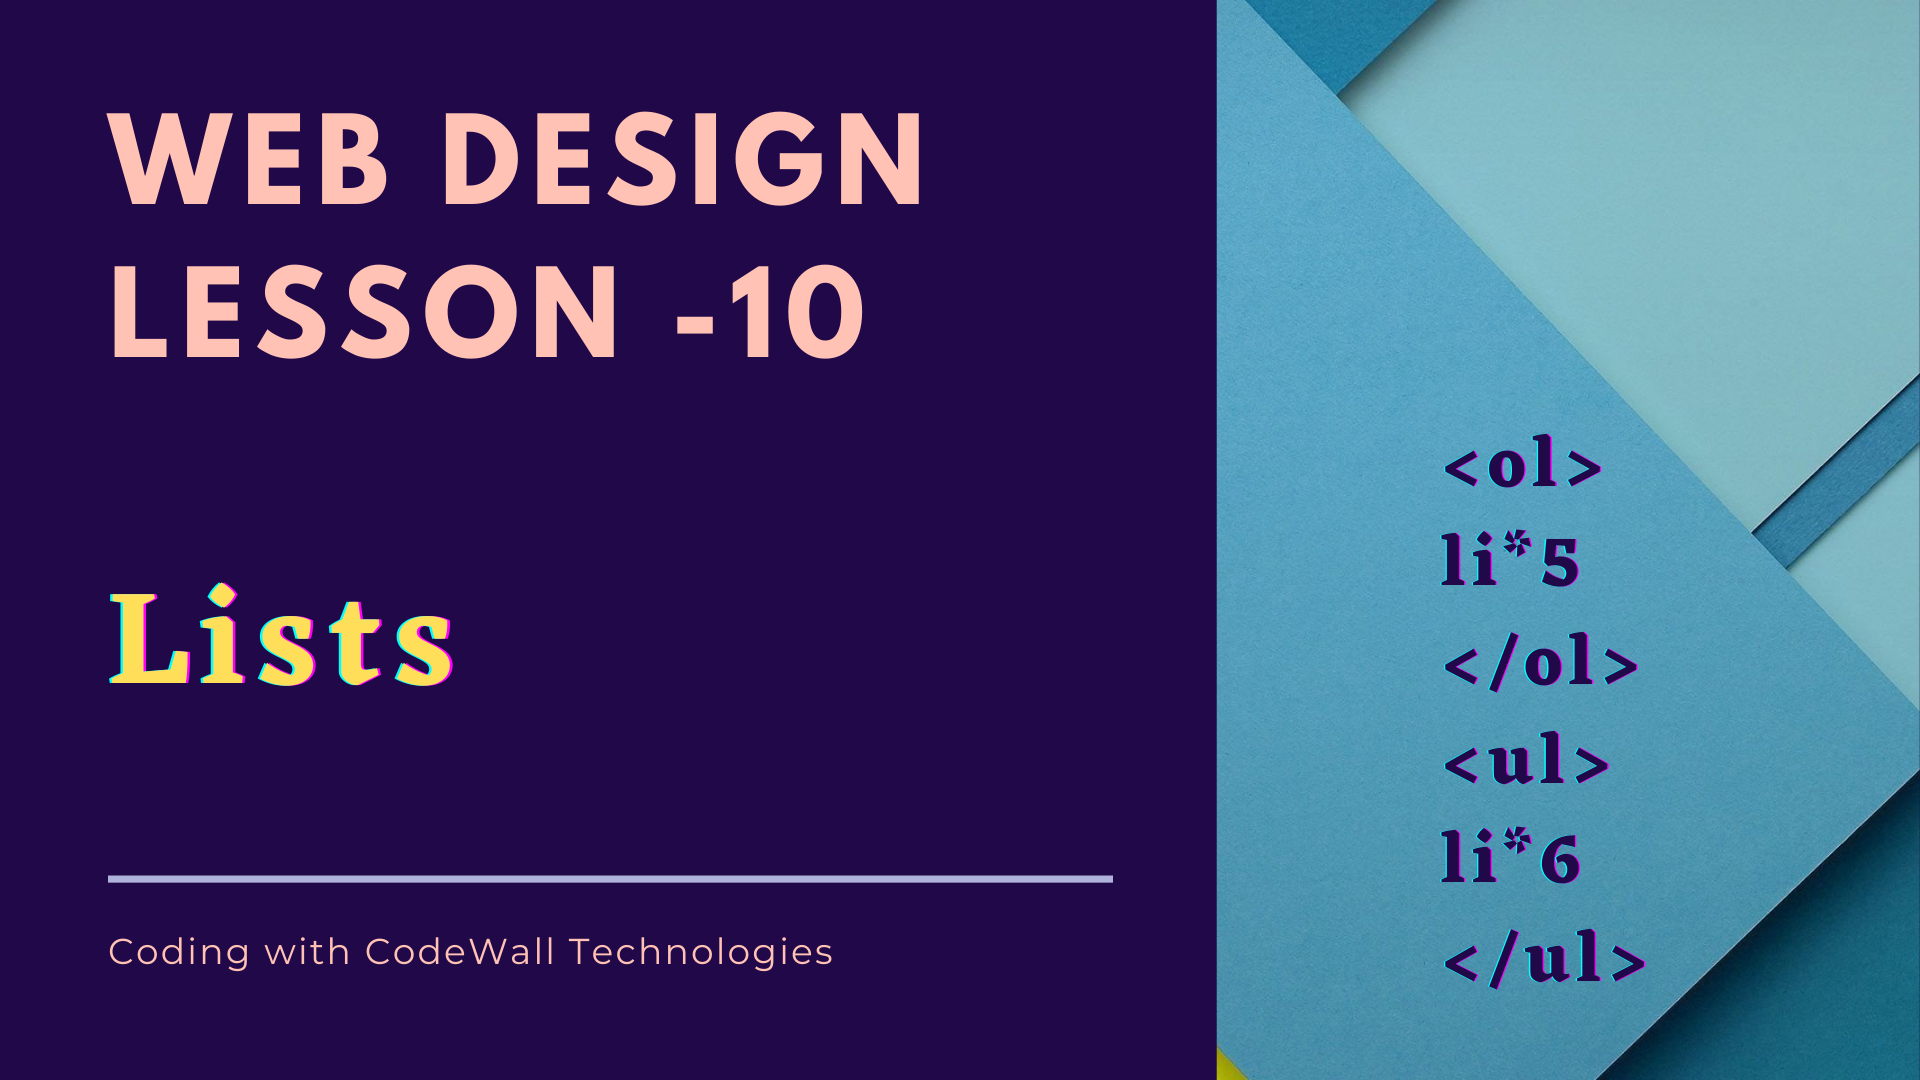 WEB DESIGN
LESSON -10
Lists
Coding with CodeWall Technologies
<ol>
li*5
</ol>
<ul>
li*6
</ul>